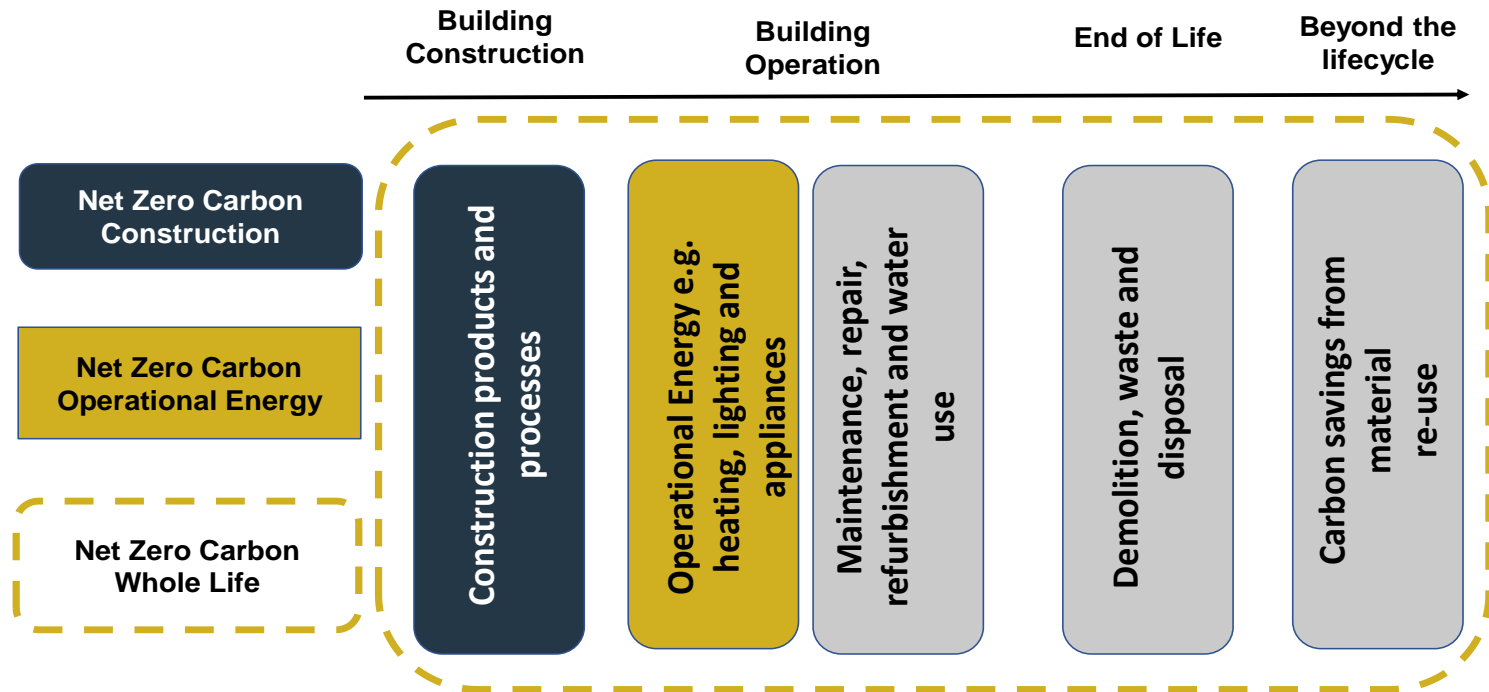 Building
Construction
Building
Operation
End of Life
Beyond the
lifecycle
Net Zero Carbon
Construction
Net Zero Carbon
Operational Energy
Net Zero Carbon
Whole Life
Construction products and
processes
Operational Energy e.g.
heating, lighting and
appliances
Maintenance, repair,
refurbishment and water
use
Demolition, waste and
disposal
Carbon savings from
material
re-use